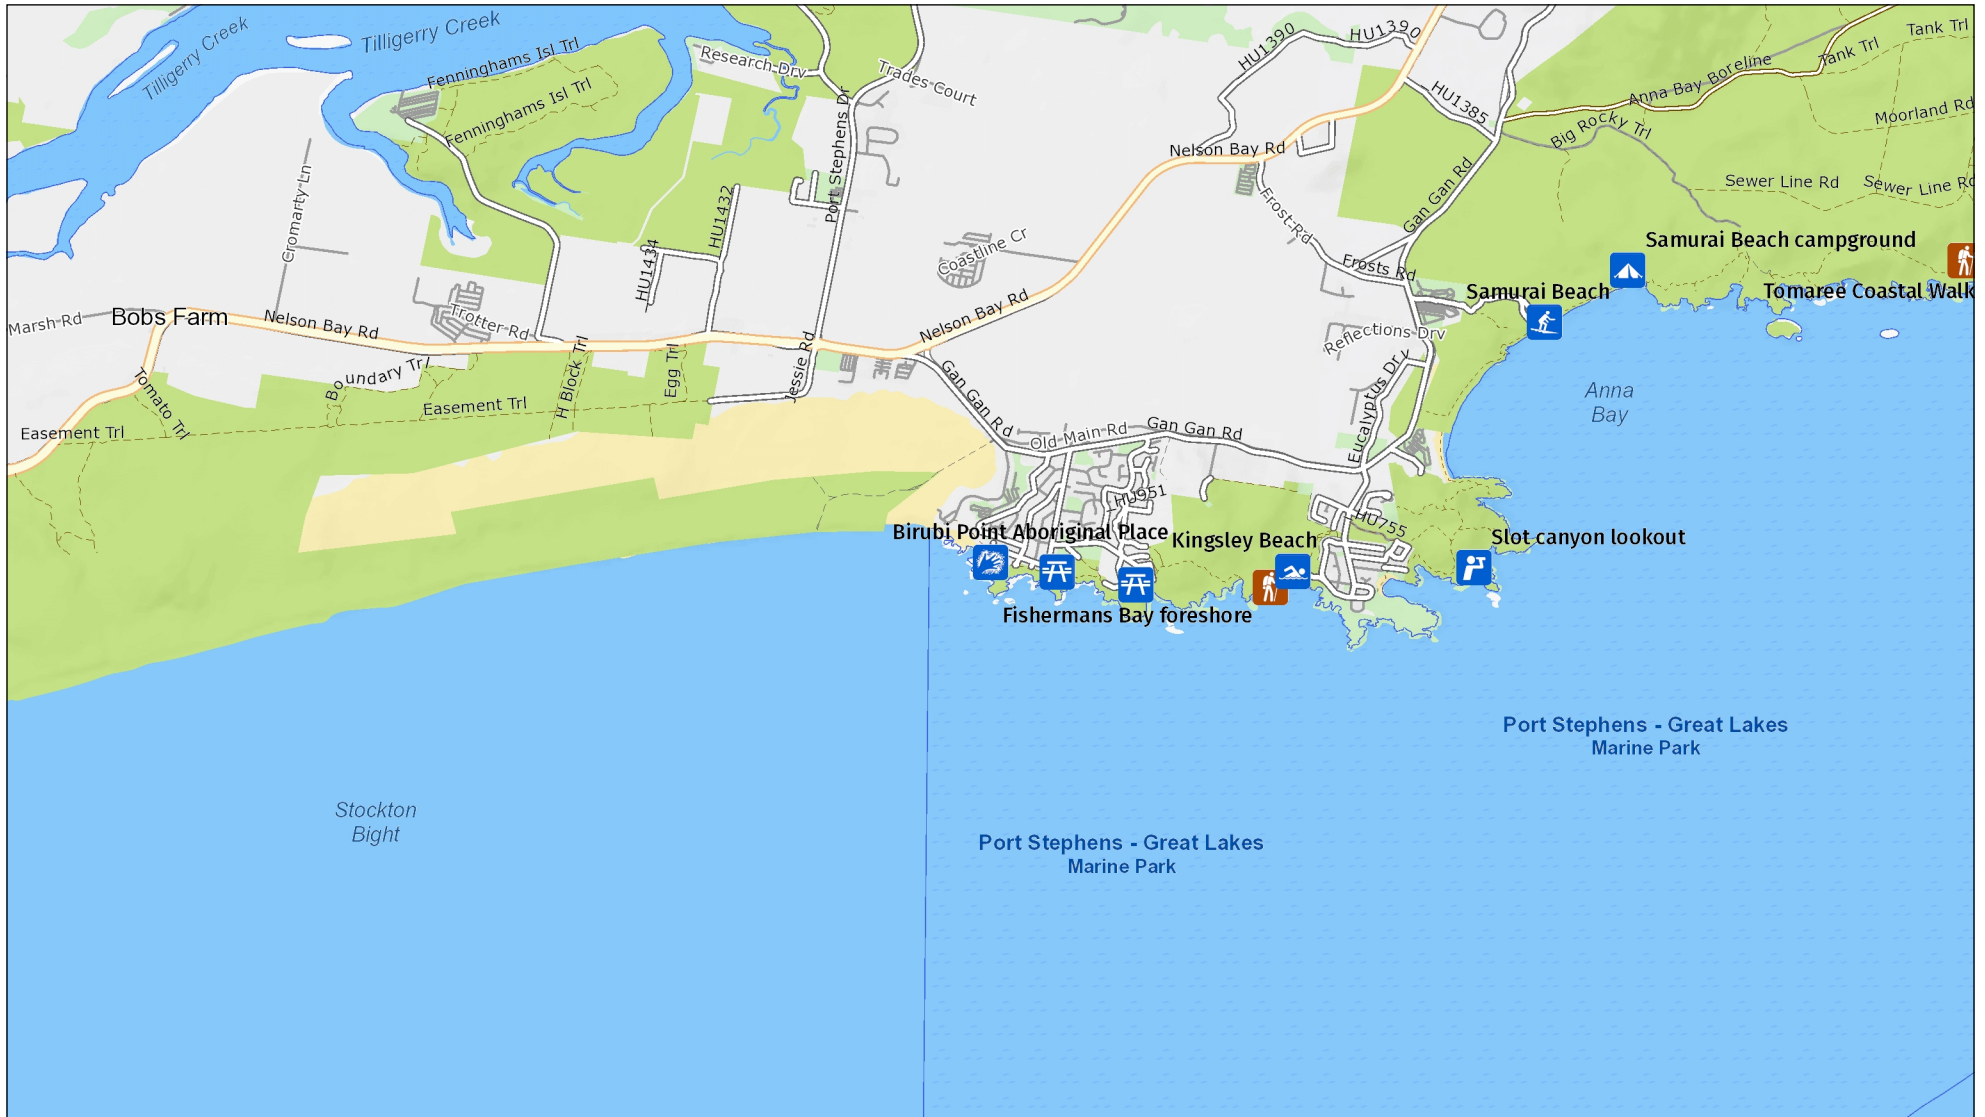 Tilligerry Creek
Tilligerry Creek
Fenninghams Isl Trl
Fenninghams Isl Trl
Research Drv
Trades Court
Port Stephens Dr
HU1390
HU1390
HU1385
Anna Bay Boreline
Tank Trl
Tank Trl
Moorland Rd
Big Rocky Trl
Nelson Bay Rd
Sewer Line Rd
Sewer Line Rd
Cromarty Ln
HU1432
HU1434
Coastline Cr
Frost Rd
Gan Gan Rd
Frosts Rd
Samurai Beach campground
Samurai Beach
Tomaree Coastal Walk
Marsh Rd
Bobs Farm
Nelson Bay Rd
Trotter Rd
Nelson Bay Rd
Reflections Drv
Boundary Trl
H Block Trl
Egg Trl
Jessie Rd
Gan Gan Rd
Eucalyptus Drv
Anna
Bay
Tomato Trl
Easement Trl
Easement Trl
Old Main Rd
Gan Gan Rd
HU951
HU755
Birubi Point Aboriginal Place
Kingsley Beach
Slot canyon lookout
Fishermans Bay foreshore
Port Stephens - Great Lakes
Marine Park
Stockton
Bight
Port Stephens - Great Lakes
Marine Park